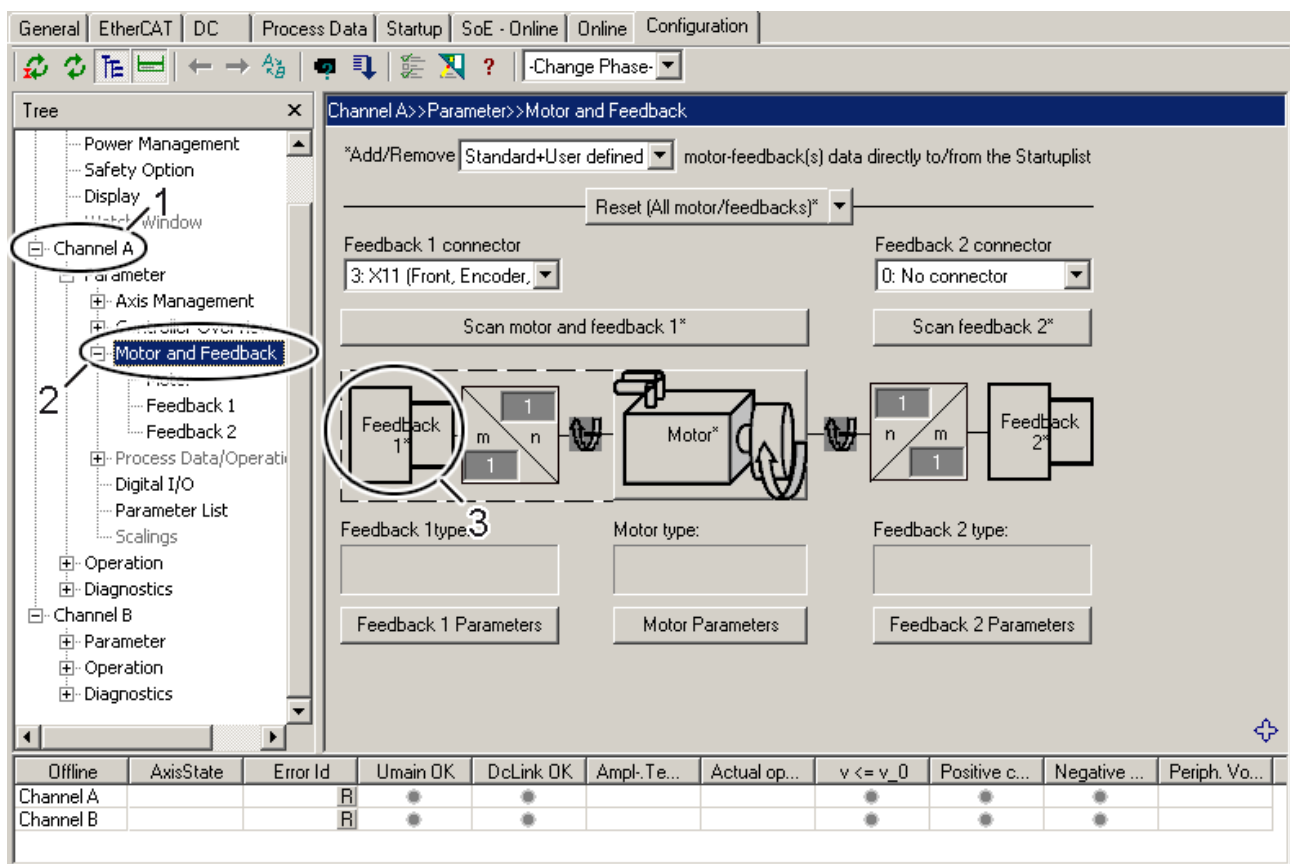 General EtherCAT DC Process Data Startup SoE - Online Online Configuration
? -Change Phase-
Tree x
Power Management
Safety Option
Display
1
Watch Window
Channel A
Parameter
Axis Management
Motor and Feedback
2
Motor
Feedback 1
Feedback 2
Process Data/Operati
Digital I/O
Parameter List
Scalings
Operation
Diagnostics
Channel B
Parameter
Operation
Diagnostics
Channel A>>Parameter>>Motor and Feedback
*Add/Remove Standard+User defined motor-feedback(s) data directly to/from the Startuplist
Reset (All motor/feedbacks)*
Feedback 1 connector Feedback 2 connector
3: X11 (Front, Encoder, 0: No connector
Scan motor and feedback 1* Scan feedback 2*
Feedback 1* m n 1 1 Motor* 1 n m 1 Feedback 2*
3
Feedback 1type: Motor type: Feedback 2 type:
Feedback 1 Parameters Motor Parameters Feedback 2 Parameters
Offline AxisState Error Id Umain OK DcLink OK Ampl-.Te... Actual op... v <= v_0 Positive c... Negative ... Periph. Vo...
Channel A R
Channel B R